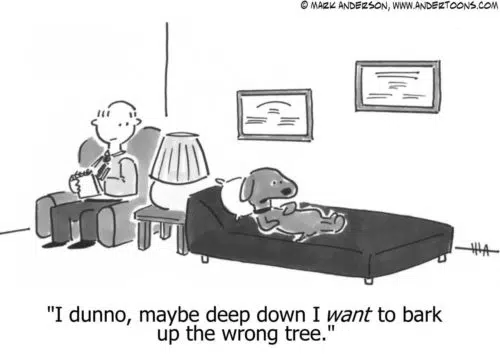 © MARK ANDERSON, WWW.ANDERTOONS.COM
"I dunno, maybe deep down I want to bark
up the wrong tree."